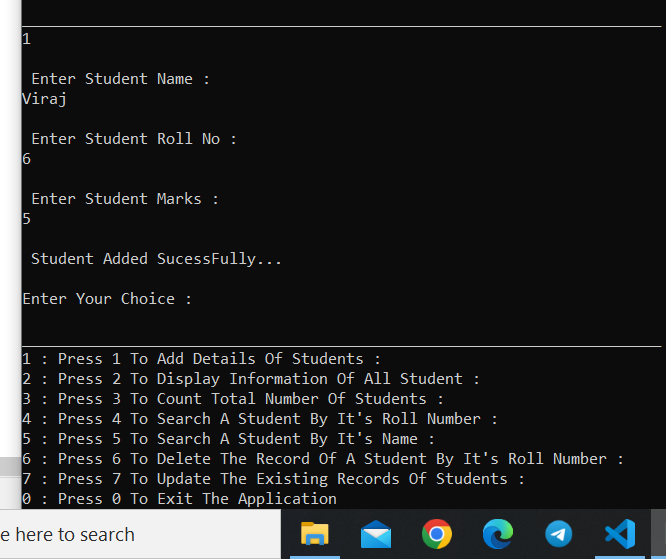 1
Enter Student Name :
Viraj
Enter Student Roll No :
6
Enter Student Marks :
5
Student Added SucessFully...
Enter Your Choice :
1 : Press 1 To Add Details Of Students :
2 : Press 2 To Display Information Of All Student :
3 : Press 3 To Count Total Number Of Students :
4 : Press 4 To Search A Student By It's Roll Number :
5 : Press 5 To Search A Student By It's Name :
6 : Press 6 To Delete The Record Of A Student By It's Roll Number :
7 : Press 7 To Update The Existing Records Of Students :
0 : Press 0 To Exit The Application
e here to search